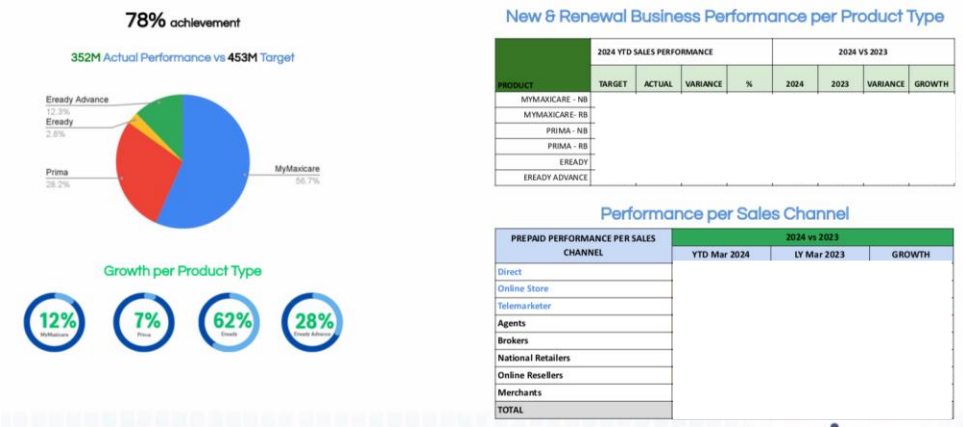 78% achievement
352M Actual Performance vs 453M Target
Eready Advance
12.3%
Eready
2.8%
Prima
28.2%
MyMaxicare
56.7%
Growth per Product Type
12%
MyMaxicare
7%
Prima
62%
Eready
28%
Eready Advance
New & Renewal Business Performance per Product Type
2024 YTD SALES PERFORMANCE 2024 VS 2023
PRODUCT TARGET ACTUAL VARIANCE % 2024 2023 VARIANCE GROWTH
MYMAXICARE - NB
MYMAXICARE- RB
PRIMA - NB
PRIMA - RB
EREADY
EREADY ADVANCE
Performance per Sales Channel
PREPAID PERFORMANCE PER SALES CHANNEL
2024 vs 2023
YTD Mar 2024 LY Mar 2023 GROWTH
Direct
Online Store
Telemarketer
Agents
Brokers
National Retailers
Online Resellers
Merchants
TOTAL